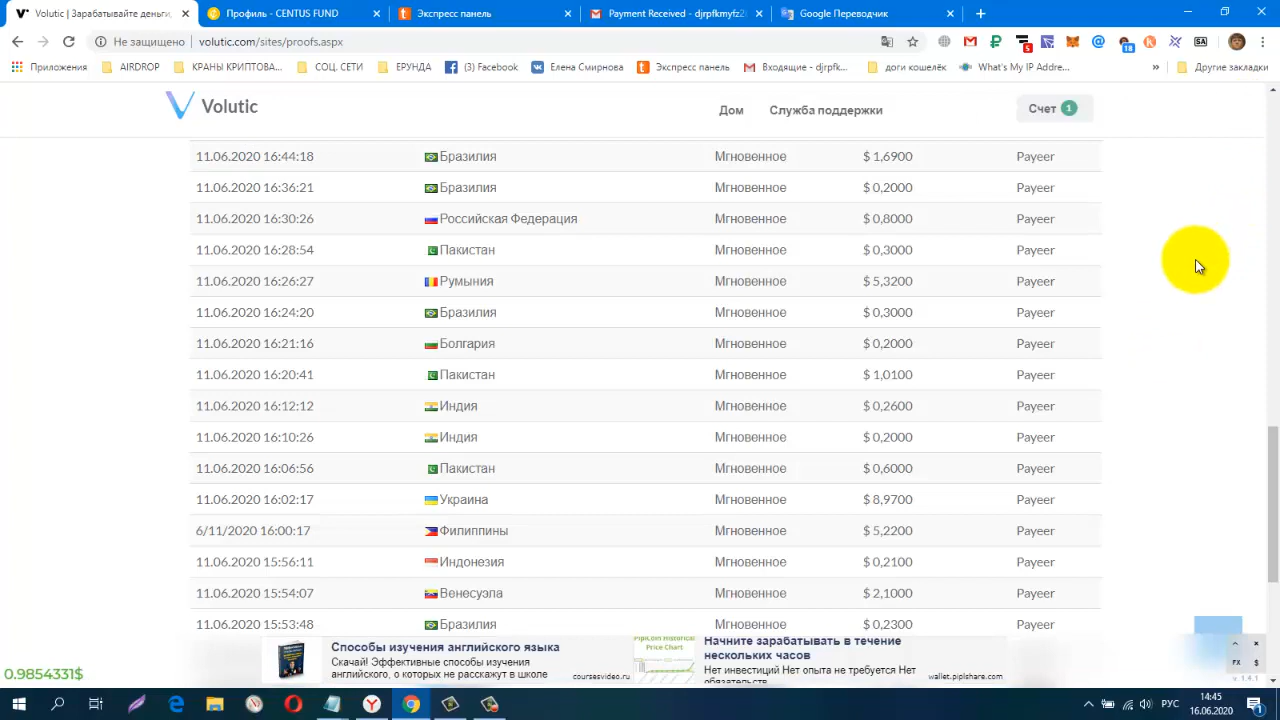 Volutic | Зарабатывайте деньги,
Профиль - CENTUS FUND
Экспресс панель
Payment Received - djrpfkmyfz2
Google Переводчик
Не защищено
volutic.com/sites/proofs.aspx
Приложения
AIRDROP
КРАНЫ КРИПТОВА...
СОЦ. СЕТИ
ЕРУНДА
(3) Facebook
Елена Смирнова
Экспресс панель
Входящие - djrpfk...
доги кошелёк
What's My IP Addre...
»
Другие закладки
Volutic
Дом
Служба поддержки
Счет 1
11.06.2020 16:44:18 Бразилия Мгновенное $ 1,6900 Payeer
11.06.2020 16:36:21 Бразилия Мгновенное $ 0,2000 Payeer
11.06.2020 16:30:26 Российская Федерация Мгновенное $ 0,8000 Payeer
11.06.2020 16:28:54 Пакистан Мгновенное $ 0,3000 Payeer
11.06.2020 16:26:27 Румыния Мгновенное $ 5,3200 Payeer
11.06.2020 16:24:20 Бразилия Мгновенное $ 0,3000 Payeer
11.06.2020 16:21:16 Болгария Мгновенное $ 0,2000 Payeer
11.06.2020 16:20:41 Пакистан Мгновенное $ 1,0100 Payeer
11.06.2020 16:12:12 Индия Мгновенное $ 0,2600 Payeer
11.06.2020 16:10:26 Индия Мгновенное $ 0,2000 Payeer
11.06.2020 16:06:56 Пакистан Мгновенное $ 0,6000 Payeer
11.06.2020 16:02:17 Украина Мгновенное $ 8,9700 Payeer
6/11/2020 16:00:17 Филиппины Мгновенное $ 5,2200 Payeer
11.06.2020 15:56:11 Индонезия Мгновенное $ 0,2100 Payeer
11.06.2020 15:54:07 Венесуэла Мгновенное $ 2,1000 Payeer
11.06.2020 15:53:48 Бразилия Мгновенное $ 0,2300 Payeer
Способы изучения английского языка
Скачай! Эффективные способы изучения
английского, о которых не расскажут в школе
coursesvideo.ru
PiplCoin Historical
Price Chart
Начните зарабатывать в течение
нескольких часов
Нет инвестиций Нет опыта не требуется Нет
обязательств
wallet.piplshare.com
FX $
v 1.4.1
0.9854331$
РУС
14:45
16.06.2020